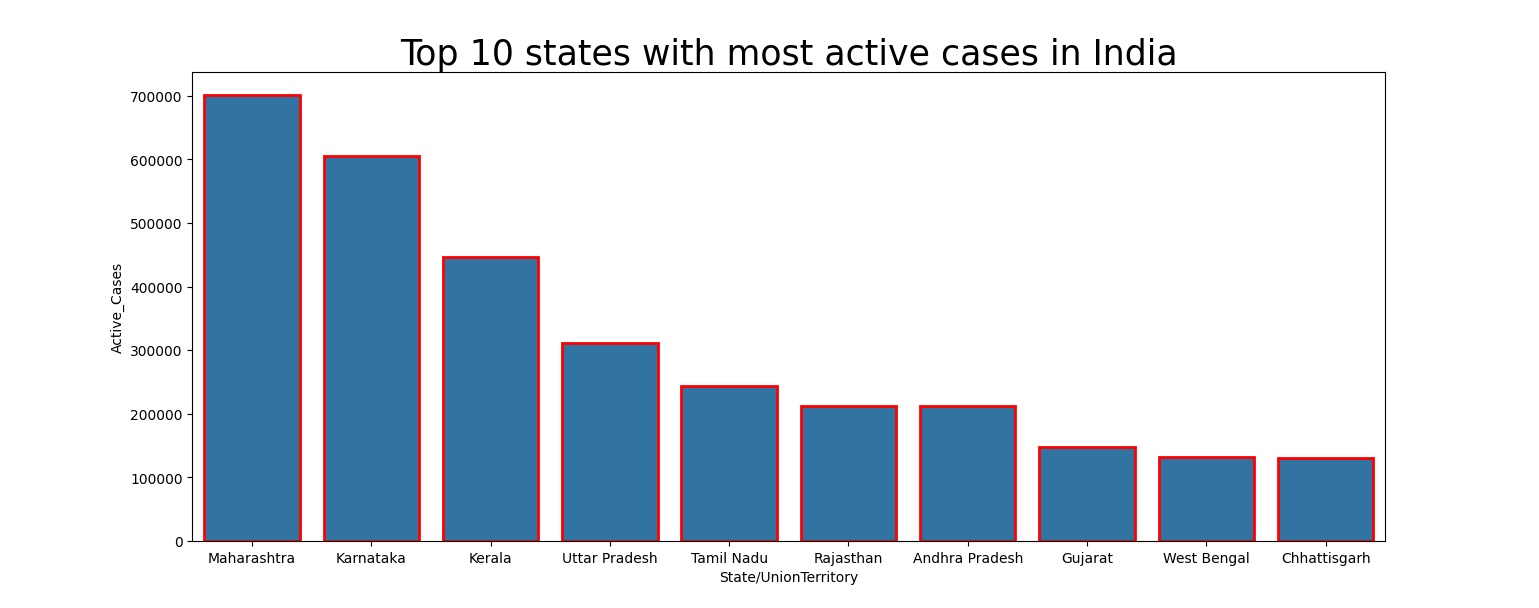 Top 10 states with most active cases in India
700000
600000
500000
400000
300000
200000
100000
0
Active_Cases
Maharashtra Karnataka Kerala Uttar Pradesh Tamil Nadu Rajasthan Andhra Pradesh Gujarat West Bengal Chhattisgarh
State/UnionTerritory